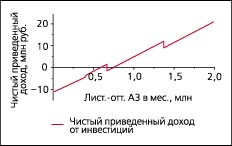 Чистый приведенный
доход, млн руб.
20
10
0
−10
0,5
1,0
1,5
2,0
Лист.-отт. А3 в мес., млн
Чистый приведенный доход
от инвестиций